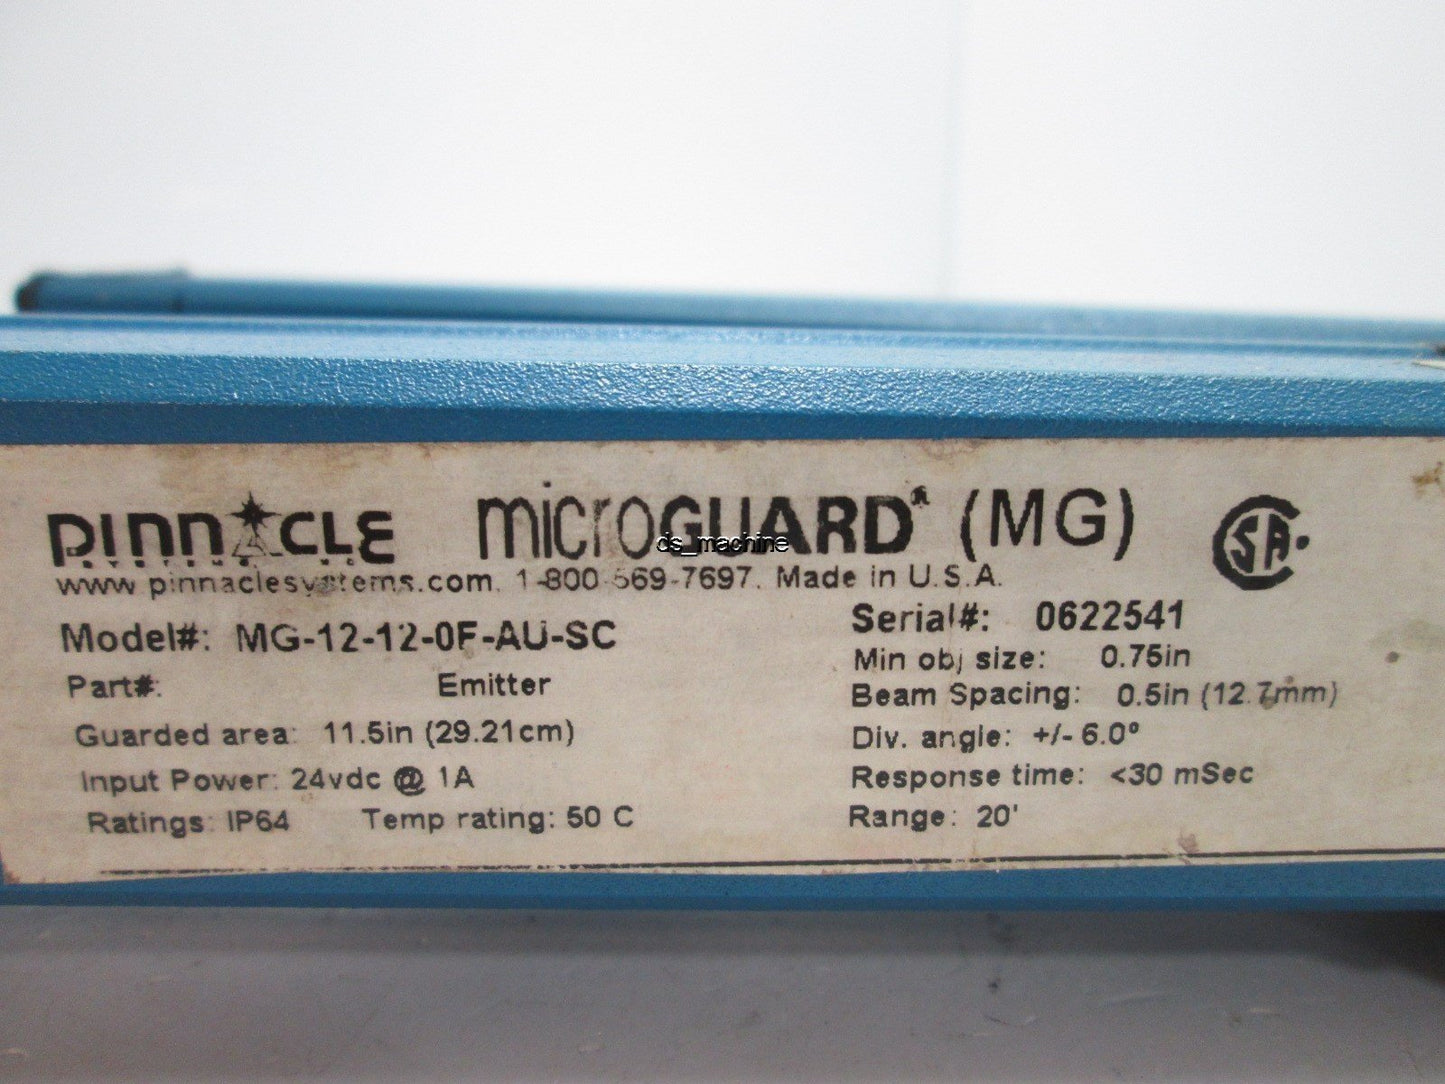 PINNACLE microGUARD® (MG)
SYSTEMS, INC.
CSA
ds_machine
www.pinnaclesystems.com. 1-800-569-7697. Made in U.S.A.
Model#: MG-12-12-0F-AU-SC
Serial#: 0622541
Part#: Emitter
Min obj size: 0.75in
Guarded area: 11.5in (29.21cm)
Beam Spacing: 0.5in (12.7mm)
Div. angle: +/- 6.0°
Input Power: 24vdc @ 1A
Response time: <30 mSec
Ratings: IP64 Temp rating: 50 C
Range: 20'